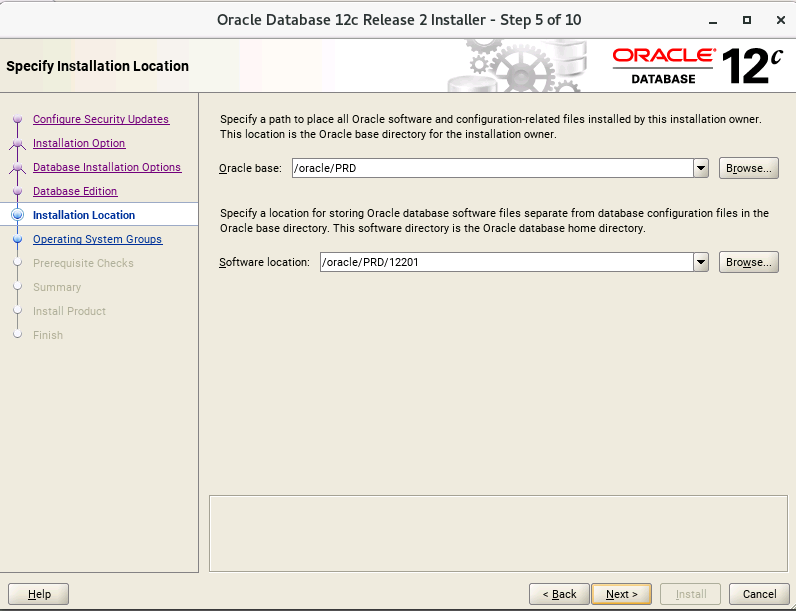 Oracle Database 12c Release 2 Installer - Step 5 of 10
Specify Installation Location
ORACLE®
DATABASE
12c
Configure Security Updates
Installation Option
Database Installation Options
Database Edition
Installation Location
Operating System Groups
Prerequisite Checks
Summary
Install Product
Finish
Specify a path to place all Oracle software and configuration-related files installed by this installation owner.
This location is the Oracle base directory for the installation owner.
Oracle base: /oracle/PRD Browse...
Specify a location for storing Oracle database software files separate from database configuration files in the
Oracle base directory. This software directory is the Oracle database home directory.
Software location: /oracle/PRD/12201 Browse...
Help < Back Next > Install Cancel